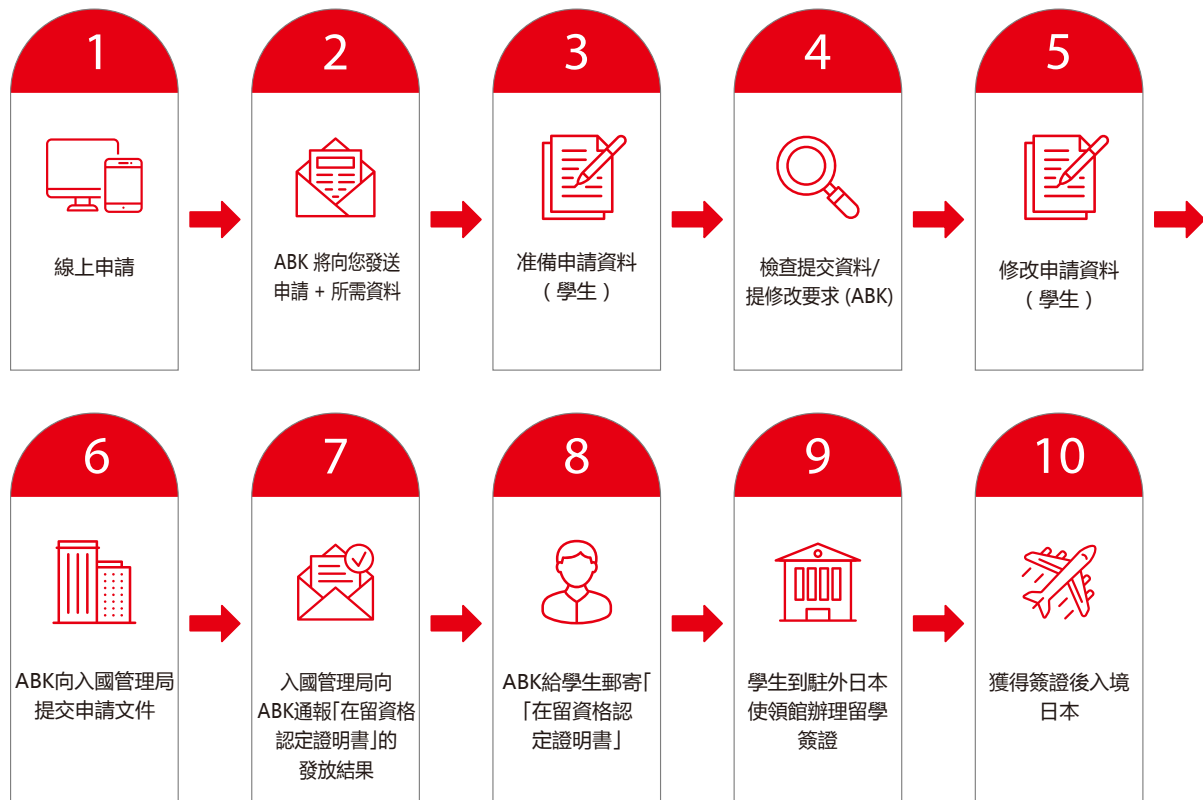 1
線上申請
2
ABK 將向您發送
申請 + 所需資料
3
准備申請資料
( 學生 )
4
檢查提交資料/
提修改要求 (ABK)
5
修改申請資料
( 學生 )
6
ABK向入國管理局
提交申請文件
7
入國管理局向
ABK通報「在留資格
認定證明書」的
發放結果
8
ABK給學生郵寄「
「在留資格認
定證明書」
9
學生到駐外日本
使領館辦理留學
簽證
10
獲得簽證後入境
日本